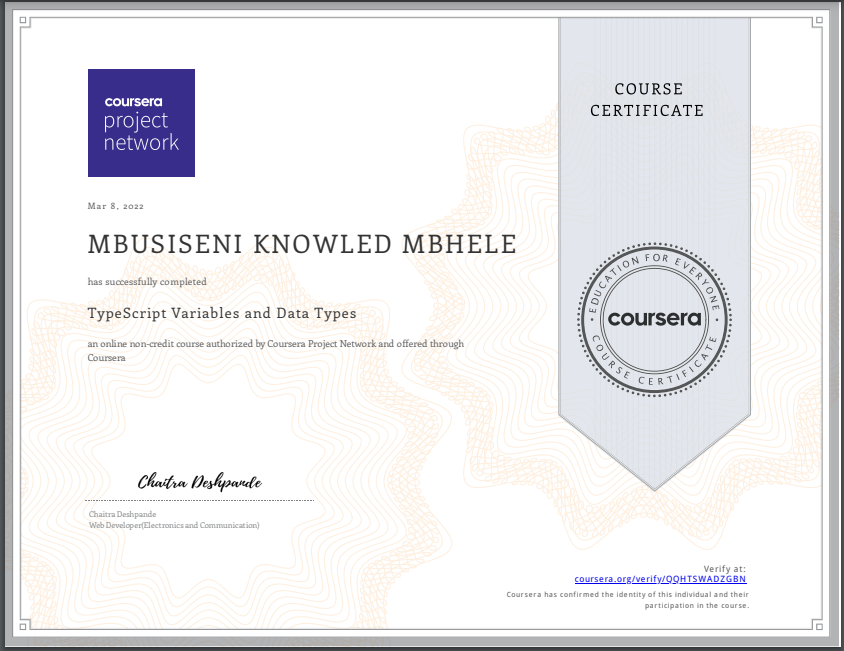 coursera
project
network
COURSE
CERTIFICATE
Mar 8, 2022
MBUSISENI KNOWLED MBHELE
has successfully completed
TypeScript Variables and Data Types
an online non-credit course authorized by Coursera Project Network and offered through
Coursera
EDUCATION FOR EVERYONE
coursera
COURSE CERTIFICATE
Chaitra Deshpande
Chaitra Deshpande
Web Developer(Electronics and Communication)
Verify at:
coursera.org/verify/QQHTSWADZGBN
Coursera has confirmed the identity of this individual and their
participation in the course.